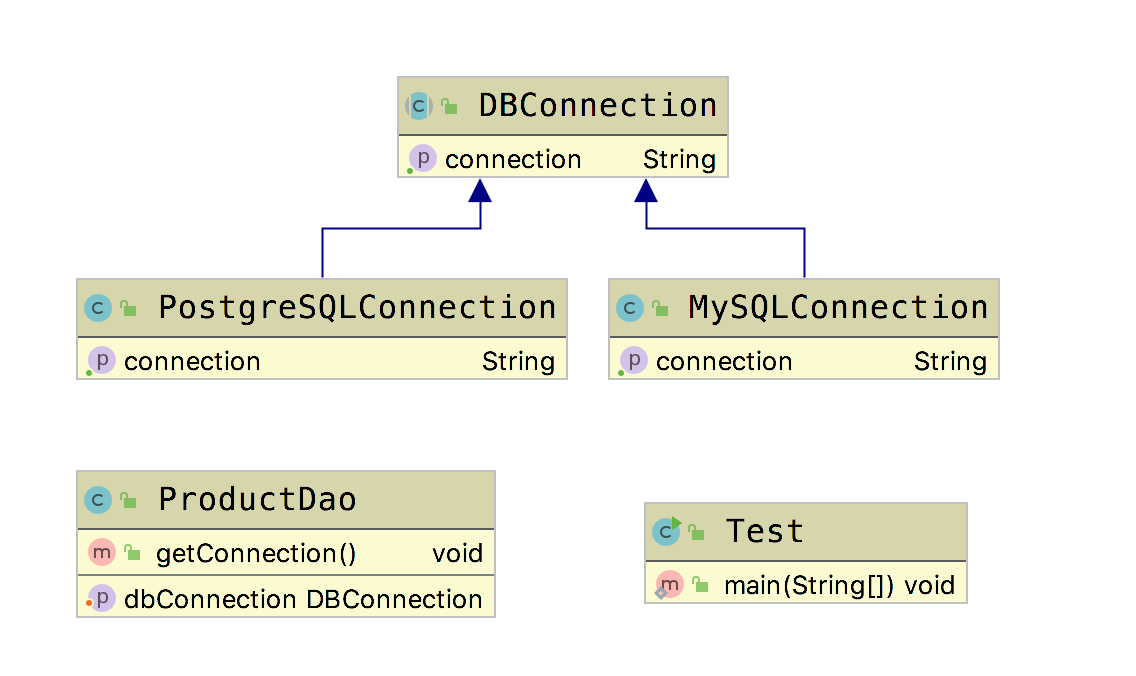 DBConnection
connection String
PostgreSQLConnection
connection String
MySQLConnection
connection String
ProductDao
getConnection() void
dbConnection DBConnection
Test
main(String[]) void